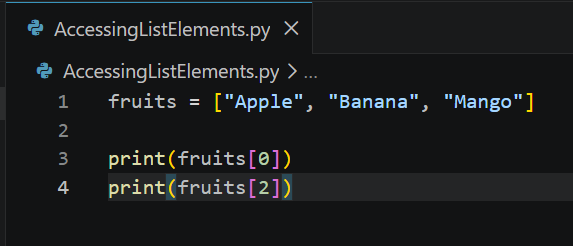 AccessingListElements.py ×
AccessingListElements.py > ...
1 fruits = ["Apple", "Banana", "Mango"]
2
3 print(fruits[0])
4 print(fruits[2])